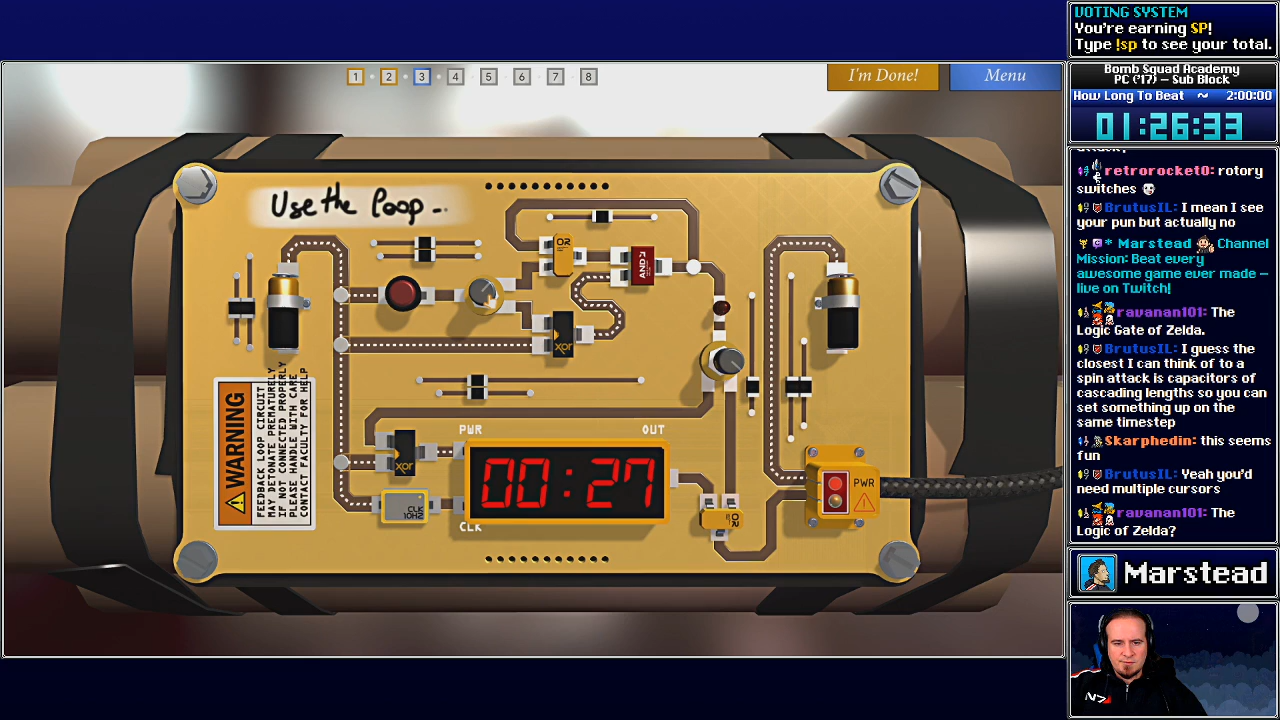 1 2 3 4 5 6 7 8
I'm Done!
Menu
Use the Loop -..
OR
AND
XOR
WARNING
FEEDBACK LOOP CIRCUIT
MAY DETONATE PREMATURELY
IF NOT CONNECTED PROPERLY
PLEASE HANDLE WITH CARE
CONTACT FACULTY FOR HELP
XOR
CLK
10HZ
PWR
OUT
00:27
CLK
OR
PWR
VOTING SYSTEM
You're earning SP!
Type !sp to see your total.
Bomb Squad Academy
PC ('17) – Sub Block
How Long To Beat ~ 2:00:00
01:26:33
attack?
retrorocket0: rotory
switches
BrutusIL: I mean I see
your pun but actually no
* Marstead Channel
Mission: Beat every
awesome game ever made –
live on Twitch!
ravanan101: The
Logic Gate of Zelda.
BrutusIL: I guess the
closest I can think of to a
spin attack is capacitors of
cascading lengths so you can
set something up on the
same timestep
Skarphedin: this seems
fun
BrutusIL: Yeah you'd
need multiple cursors
ravanan101: The
Logic of Zelda?
Marstead